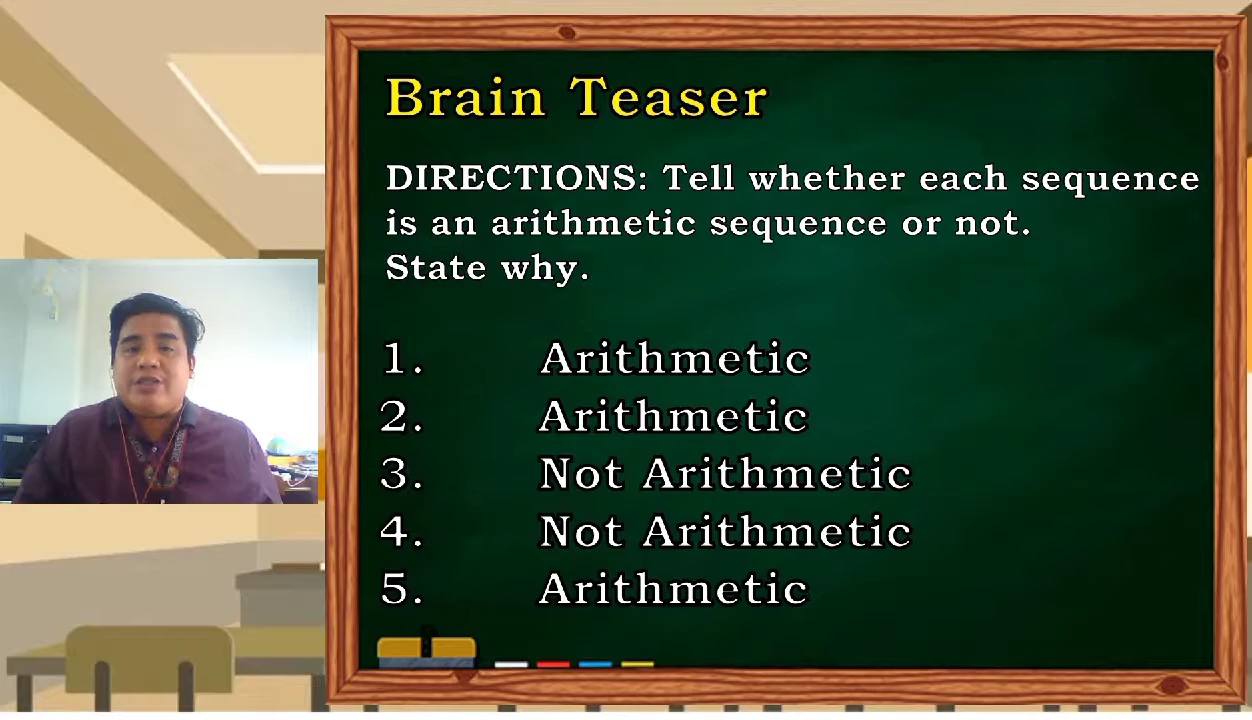 Brain Teaser
DIRECTIONS: Tell whether each sequence
is an arithmetic sequence or not.
State why.
1. Arithmetic
2. Arithmetic
3. Not Arithmetic
4. Not Arithmetic
5. Arithmetic